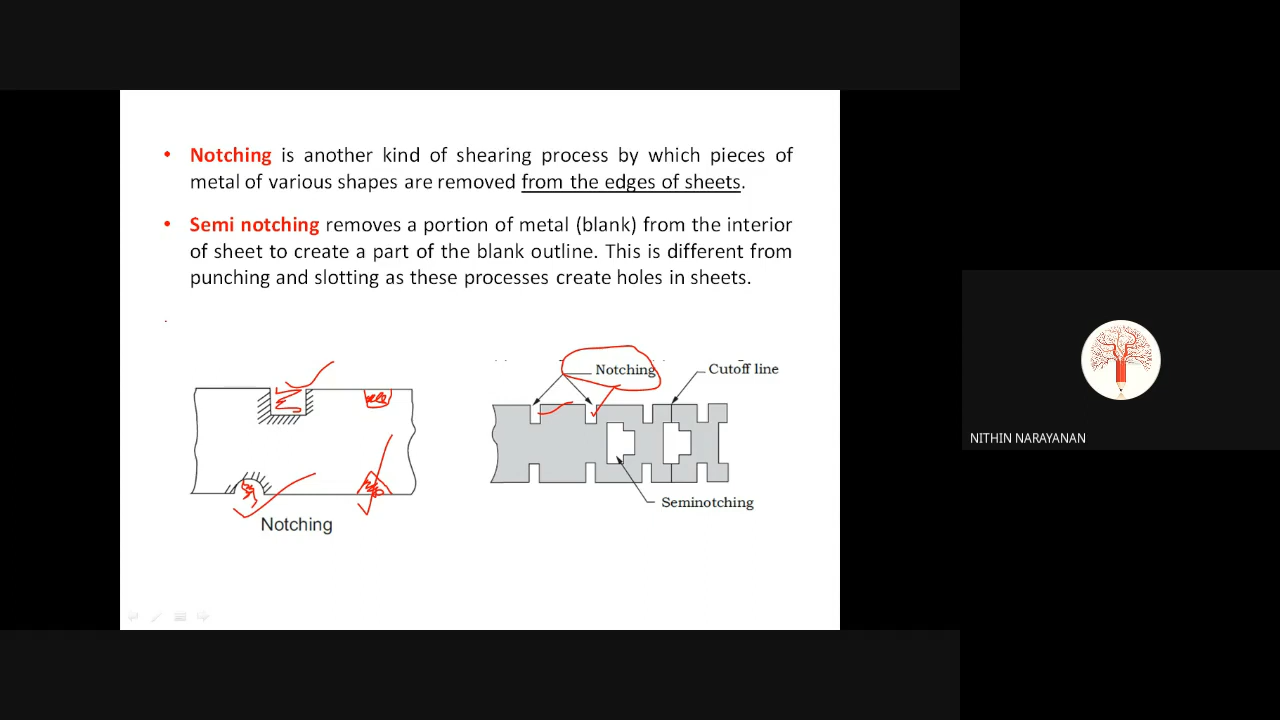 • Notching is another kind of shearing process by which pieces of
metal of various shapes are removed from the edges of sheets.
• Semi notching removes a portion of metal (blank) from the interior
of sheet to create a part of the blank outline. This is different from
punching and slotting as these processes create holes in sheets.
.
Notching
Cutoff line
Seminotching
Notching
NITHIN NARAYANAN